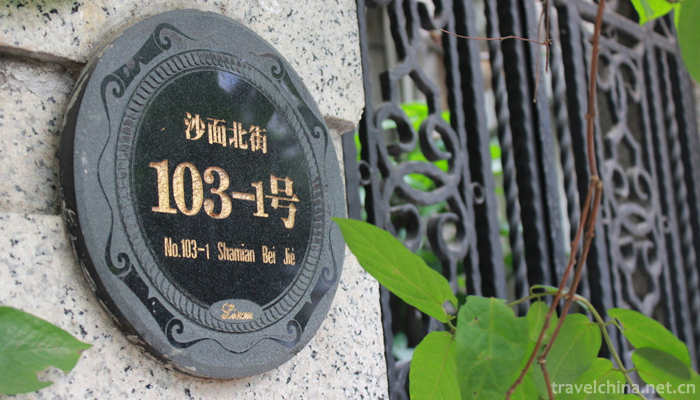 沙面北街
103-1号
No.103-1 Shamian Bei Jie
travelchina.net.cn